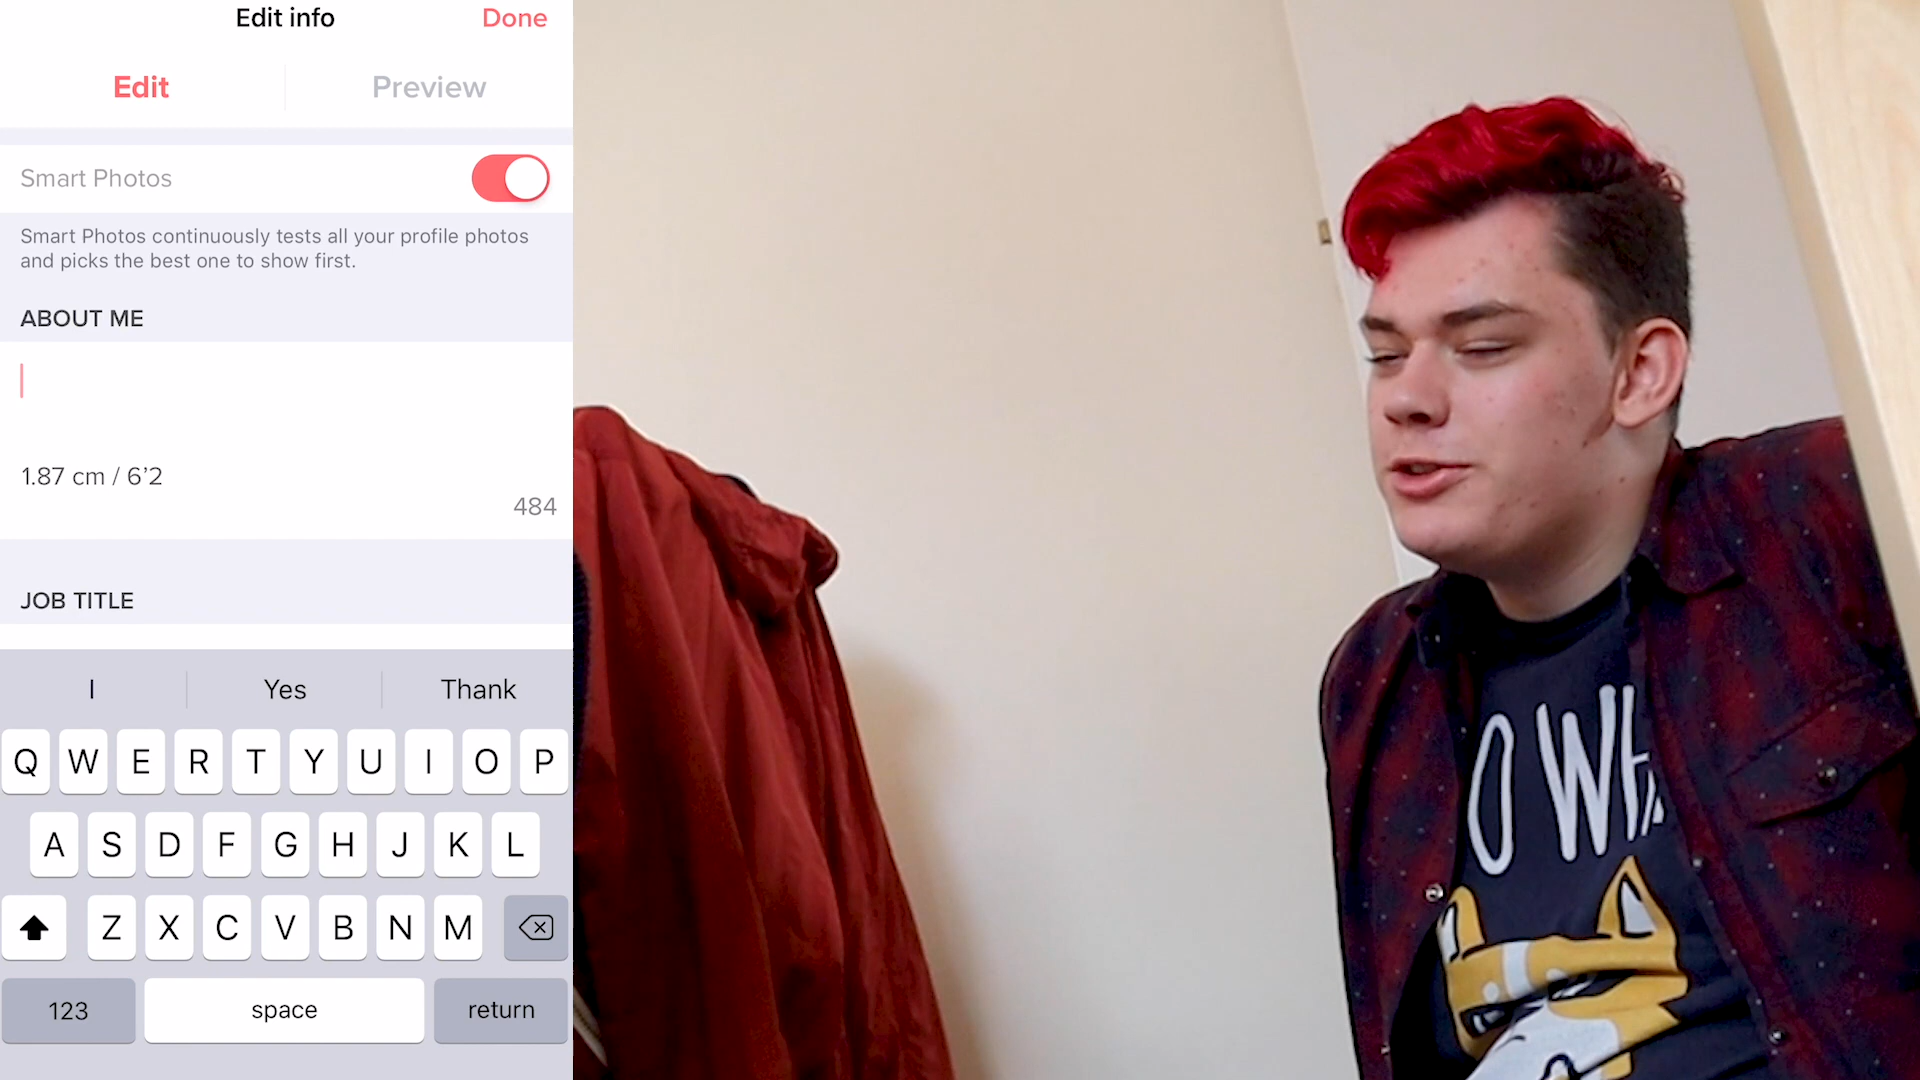 Edit info
Done
Edit
Preview
Smart Photos
Smart Photos continuously tests all your profile photos
and picks the best one to show first.
ABOUT ME
1.87 cm / 6’2
484
JOB TITLE
I Yes Thank
Q W E R T Y U I O P
A S D F G H J K L
Z X C V B N M
123 space return
O WH